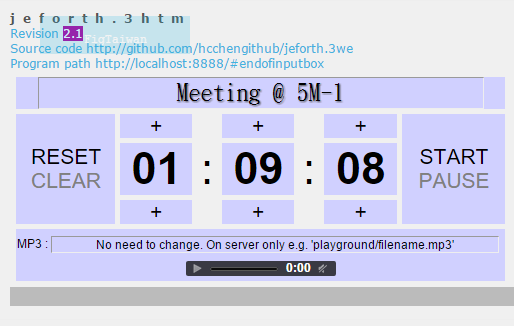 j e f o r t h . 3 h t m
Revision 2.1
FigTaiwan
Source code http://github.com/hcchengithub/jeforth.3we
Program path http://localhost:8888/#endofinputbox
Meeting @ 5M-1
+ + +
RESET 01 : 09 : 08 START
CLEAR PAUSE
+ + +
MP3 : No need to change. On server only e.g. 'playground/filename.mp3'
0:00